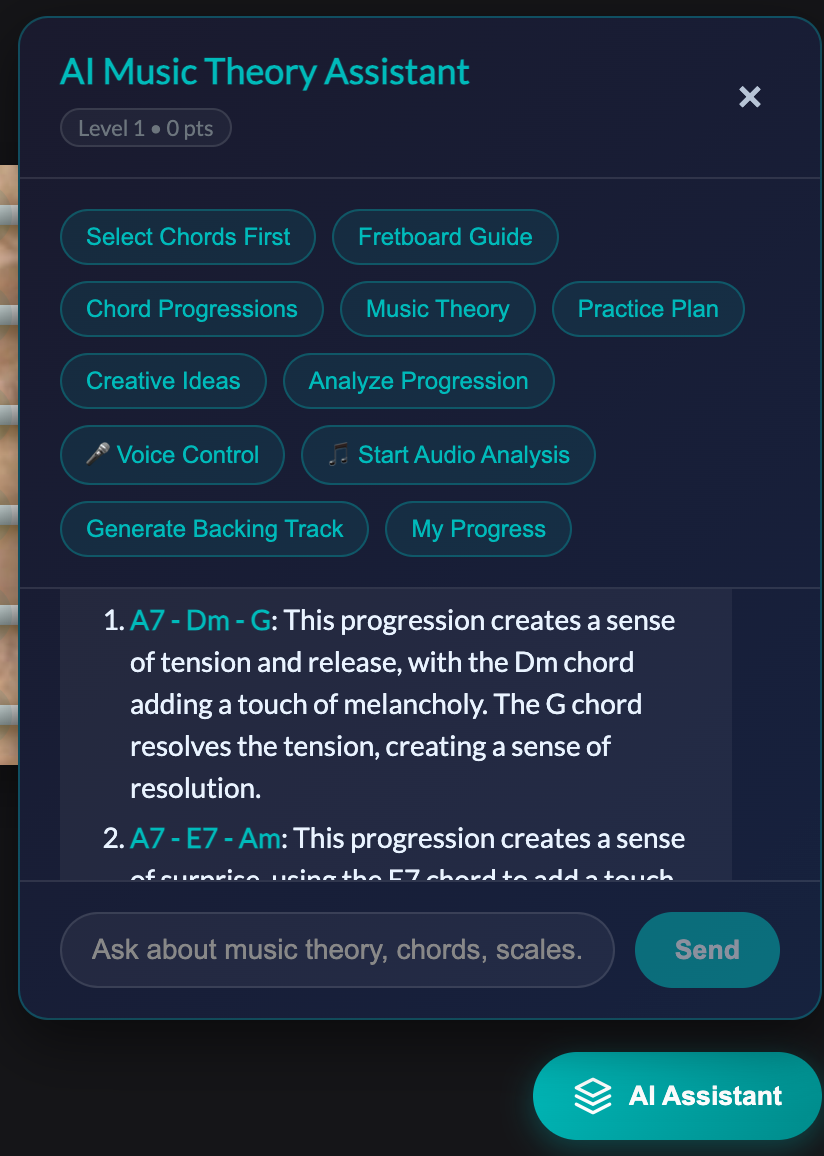 AI Music Theory Assistant
Level 1 • 0 pts
×
Select Chords First
Fretboard Guide
Chord Progressions
Music Theory
Practice Plan
Creative Ideas
Analyze Progression
🎤 Voice Control
🎵 Start Audio Analysis
Generate Backing Track
My Progress
1. A7 - Dm - G: This progression creates a sense
of tension and release, with the Dm chord
adding a touch of melancholy. The G chord
resolves the tension, creating a sense of
resolution.
2. A7 - E7 - Am: This progression creates a sense
of surprise, using the E7 chord to add a touch
Ask about music theory, chords, scales.
Send
AI Assistant